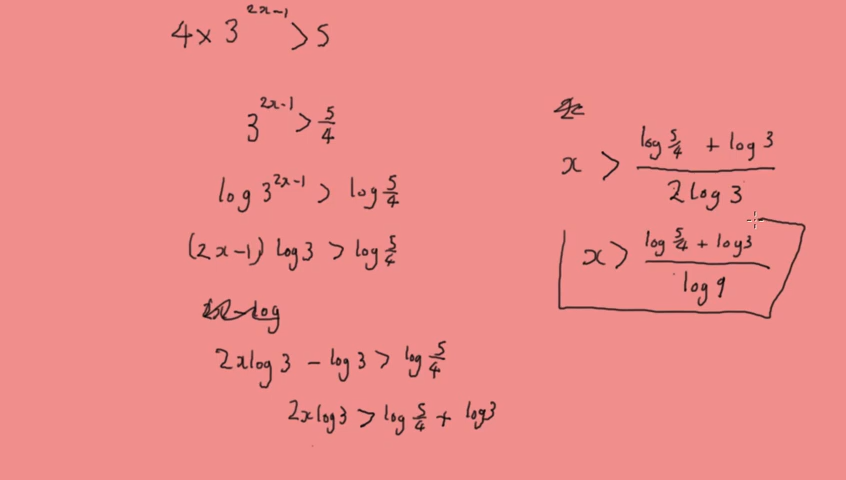 4 × 3^(2x-1) > 5
3^(2x-1) > 5/4
log 3^(2x-1) > log 5/4
(2x-1) log 3 > log 5/4
2x log 3 - log 3 > log 5/4
2x log 3 > log 5/4 + log 3
x > (log 5/4 + log 3)/(2 log 3)
x > (log 5/4 + log 3)/(log 9)